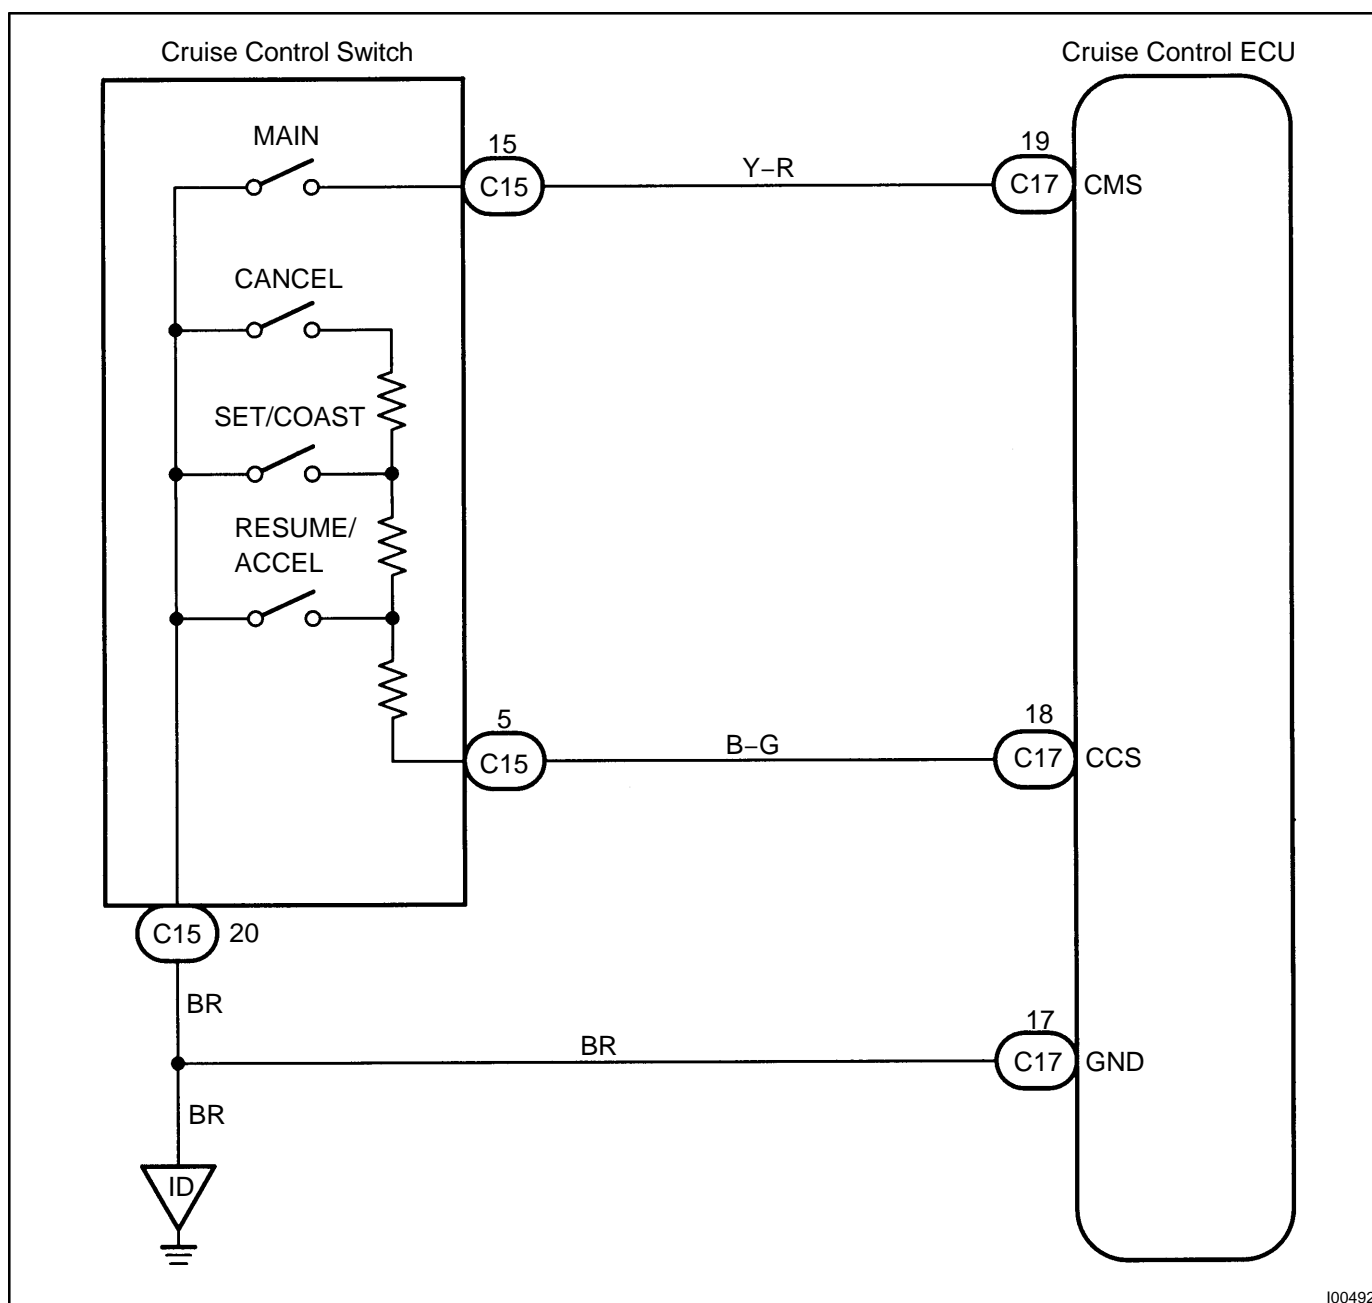 Cruise Control Switch
Cruise Control ECU
MAIN
15
C15
Y–R
19
C17
CMS
CANCEL
SET/COAST
RESUME/
ACCEL
5
C15
B–G
18
C17
CCS
C15
20
BR
BR
17
C17
GND
BR
ID
I00492